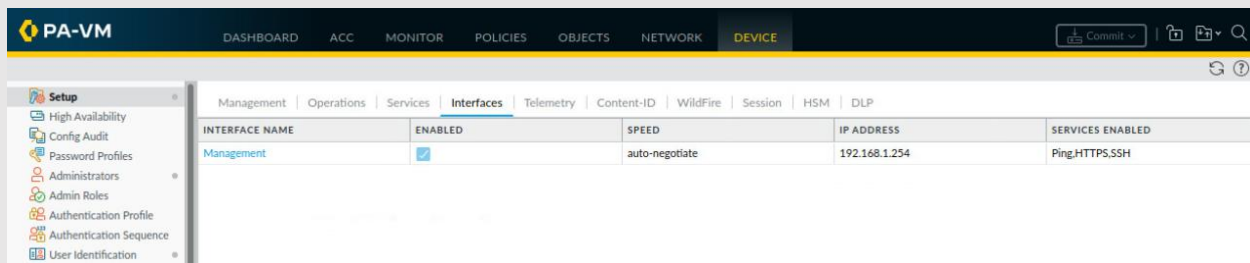 PA-VM
DASHBOARD ACC MONITOR POLICIES OBJECTS NETWORK DEVICE
Commit
Setup
High Availability
Config Audit
Password Profiles
Administrators
Admin Roles
Authentication Profile
Authentication Sequence
User Identification
Management Operations Services Interfaces Telemetry Content-ID WildFire Session HSM DLP
INTERFACE NAME ENABLED SPEED IP ADDRESS SERVICES ENABLED
Management auto-negotiate 192.168.1.254 Ping,HTTPS,SSH